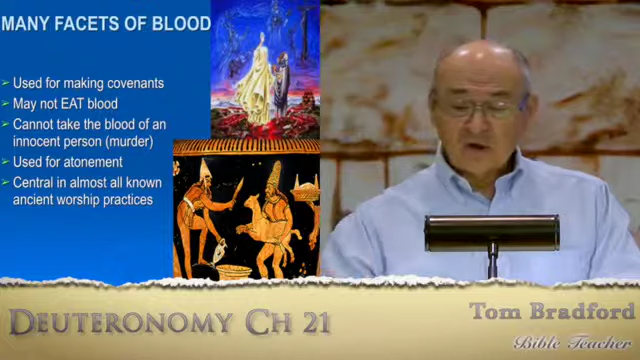 MANY FACETS OF BLOOD
➢ Used for making covenants
➢ May not EAT blood
➢ Cannot take the blood of an
innocent person (murder)
➢ Used for atonement
➢ Central in almost all known
ancient worship practices
DEUTERONOMY CH 21
Tom Bradford
Bible Teacher